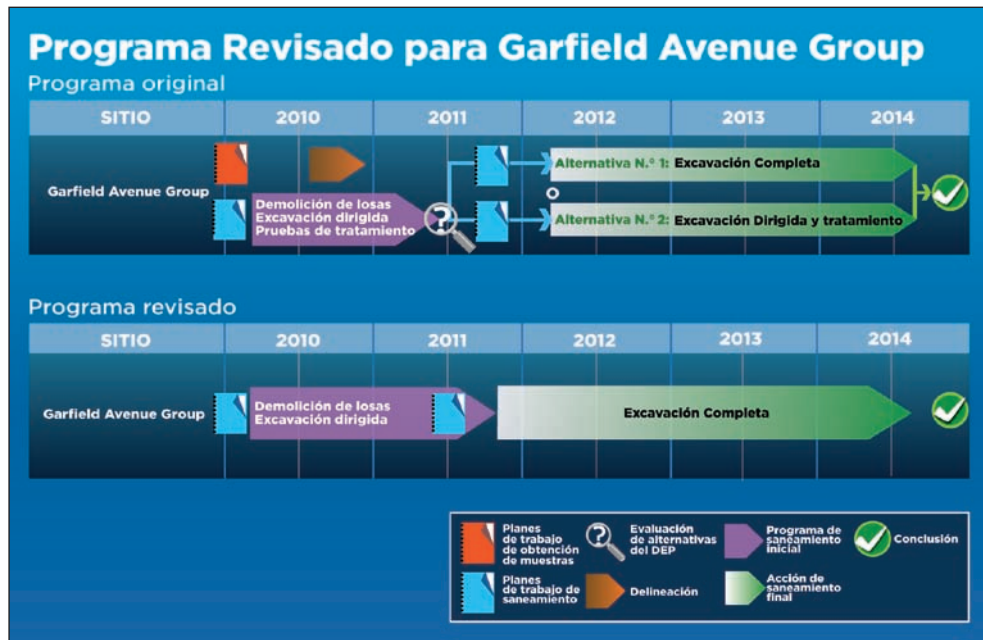 Programa Revisado para Garfield Avenue Group
Programa original
SITIO 2010 2011 2012 2013 2014
Garfield Avenue Group
Demolición de losas
Excavación dirigida
Pruebas de tratamiento
?
Alternativa N.° 1: Excavación Completa
Alternativa N.° 2: Excavación Dirigida y tratamiento
Programa revisado
SITIO 2010 2011 2012 2013 2014
Garfield Avenue Group
Demolición de losas
Excavación dirigida
Excavación Completa
Planes
de trabajo
de obtención
de muestras
?
Evaluación
de alternativas
del DEP
Programa de
saneamiento
inicial
Conclusión
Planes
de trabajo de
saneamiento
Delineación
Acción de
saneamiento
final